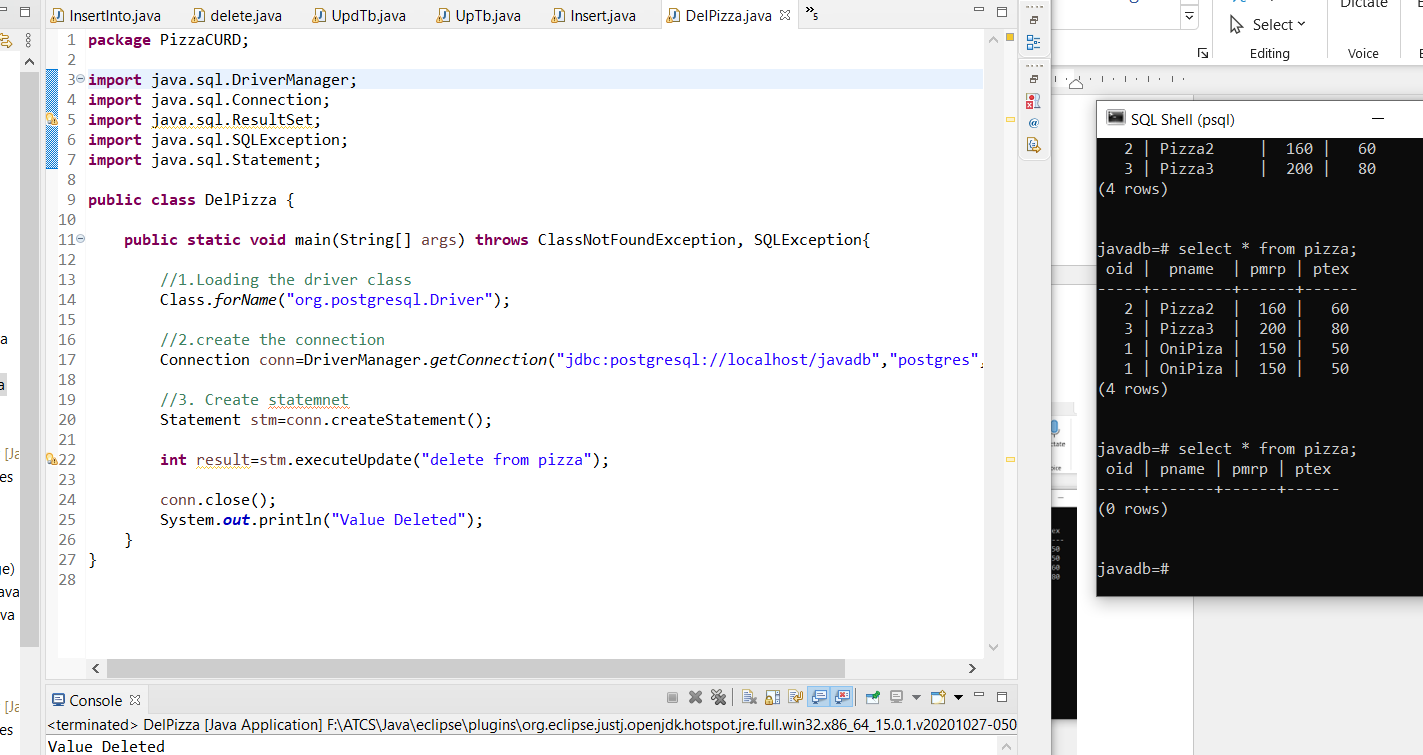 InsertInto.java delete.java UpdTb.java UpTb.java Insert.java DelPizza.java »5
1 package PizzaCURD;
2
3 import java.sql.DriverManager;
4 import java.sql.Connection;
5 import java.sql.ResultSet;
6 import java.sql.SQLException;
7 import java.sql.Statement;
8
9 public class DelPizza {
10
11 public static void main(String[] args) throws ClassNotFoundException, SQLException{
12
13 //1.Loading the driver class
14 Class.forName("org.postgresql.Driver");
15
16 //2.create the connection
17 Connection conn=DriverManager.getConnection("jdbc:postgresql://localhost/javadb","postgres",
18
19 //3. Create statemnet
20 Statement stm=conn.createStatement();
21
22 int result=stm.executeUpdate("delete from pizza");
23
24 conn.close();
25 System.out.println("Value Deleted");
26 }
27 }
28
Console
<terminated> DelPizza [Java Application] F:\ATCS\Java\eclipse\plugins\org.eclipse.justj.openjdk.hotspot.jre.full.win32.x86_64_15.0.1.v20201027-050
Value Deleted
Select
Editing
Dictate
Voice
SQL Shell (psql)
2 | Pizza2 | 160 | 60
3 | Pizza3 | 200 | 80
(4 rows)
javadb=# select * from pizza;
oid | pname | pmrp | ptex
-----+---------+------+------
2 | Pizza2 | 160 | 60
3 | Pizza3 | 200 | 80
1 | OniPiza | 150 | 50
1 | OniPiza | 150 | 50
(4 rows)
javadb=# select * from pizza;
oid | pname | pmrp | ptex
-----+-------+------+------
(0 rows)
javadb=#